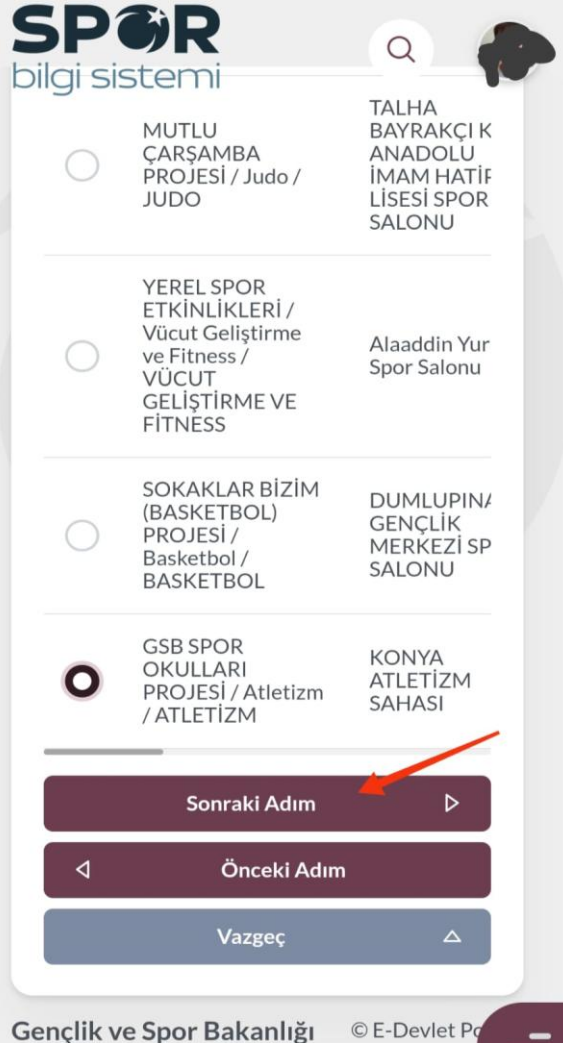 SPOR
bilgi sistemi
MUTLU
ÇARŞAMBA
PROJESİ / Judo /
JUDO
TALHA
BAYRAKÇI K
ANADOLU
İMAM HATİP
LİSESİ SPOR
SALONU
YEREL SPOR
ETKİNLİKLERİ /
Vücut Geliştirme
ve Fitness /
VÜCUT
GELİŞTİRME VE
FİTNESS
Alaaddin Yur
Spor Salonu
SOKAKLAR BİZİM
(BASKETBOL)
PROJESİ /
Basketbol /
BASKETBOL
DUMLUPINA
GENÇLİK
MERKEZİ SP
SALONU
GSB SPOR
OKULLARI
PROJESİ / Atletizm
/ ATLETİZM
KONYA
ATLETİZM
SAHASI
Sonraki Adım
Önceki Adım
Vazgeç
Gençlik ve Spor Bakanlığı
© E-Devlet Po